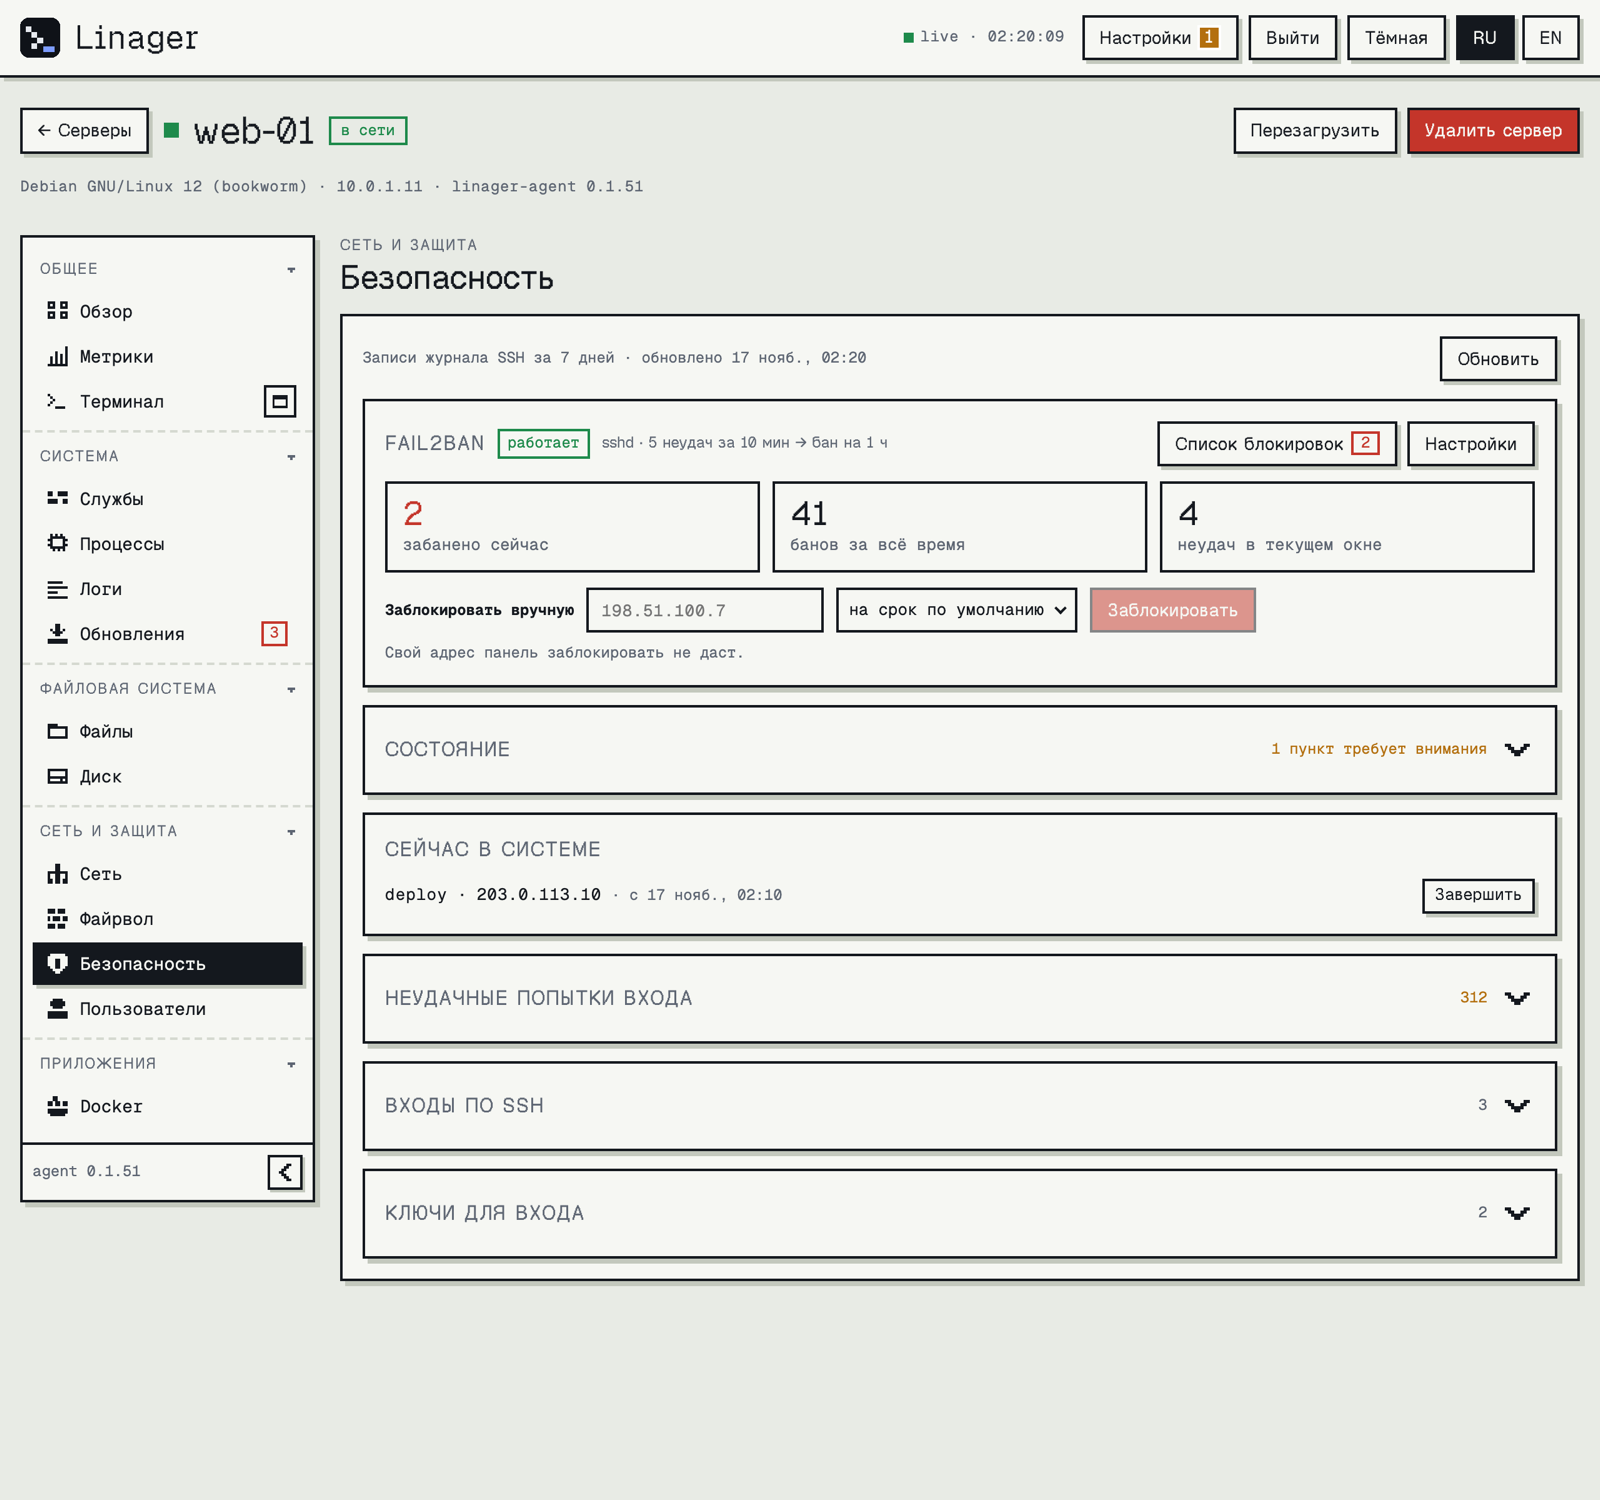 Linager
live · 02:20:09
Настройки 1
Выйти
Тёмная
RU
EN
← Серверы
web-01
в сети
Перезагрузить
Удалить сервер
Debian GNU/Linux 12 (bookworm) · 10.0.1.11 · linager-agent 0.1.51
ОБЩЕЕ
Обзор
Метрики
Терминал
СИСТЕМА
Службы
Процессы
Логи
Обновления 3
ФАЙЛОВАЯ СИСТЕМА
Файлы
Диск
СЕТЬ И ЗАЩИТА
Сеть
Файрвол
Безопасность
Пользователи
ПРИЛОЖЕНИЯ
Docker
agent 0.1.51
СЕТЬ И ЗАЩИТА
Безопасность
Записи журнала SSH за 7 дней · обновлено 17 нояб., 02:20
Обновить
FAIL2BAN
работает
sshd · 5 неудач за 10 мин → бан на 1 ч
Список блокировок 2
Настройки
2
забанено сейчас
41
банов за всё время
4
неудач в текущем окне
Заблокировать вручную
198.51.100.7
на срок по умолчанию
Заблокировать
Свой адрес панель заблокировать не даст.
СОСТОЯНИЕ
1 пункт требует внимания
СЕЙЧАС В СИСТЕМЕ
deploy · 203.0.113.10 · с 17 нояб., 02:10
Завершить
НЕУДАЧНЫЕ ПОПЫТКИ ВХОДА
312
ВХОДЫ ПО SSH
3
КЛЮЧИ ДЛЯ ВХОДА
2